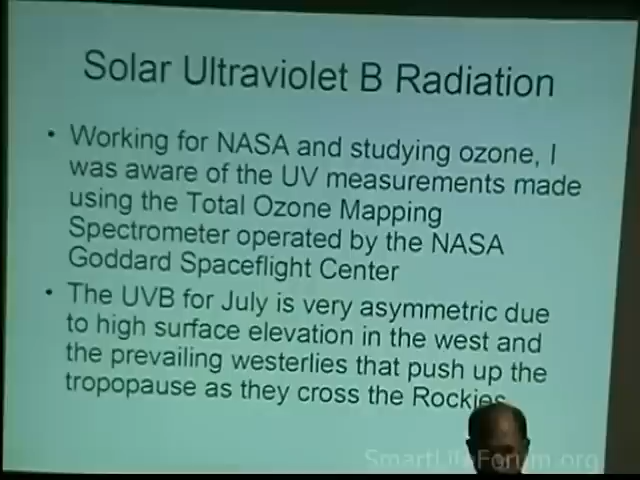 Solar Ultraviolet B Radiation
• Working for NASA and studying ozone, I
was aware of the UV measurements made
using the Total Ozone Mapping
Spectrometer operated by the NASA
Goddard Spaceflight Center
• The UVB for July is very asymmetric due
to high surface elevation in the west and
the prevailing westerlies that push up the
tropopause as they cross the Rockies.
SmartLifeForum.org